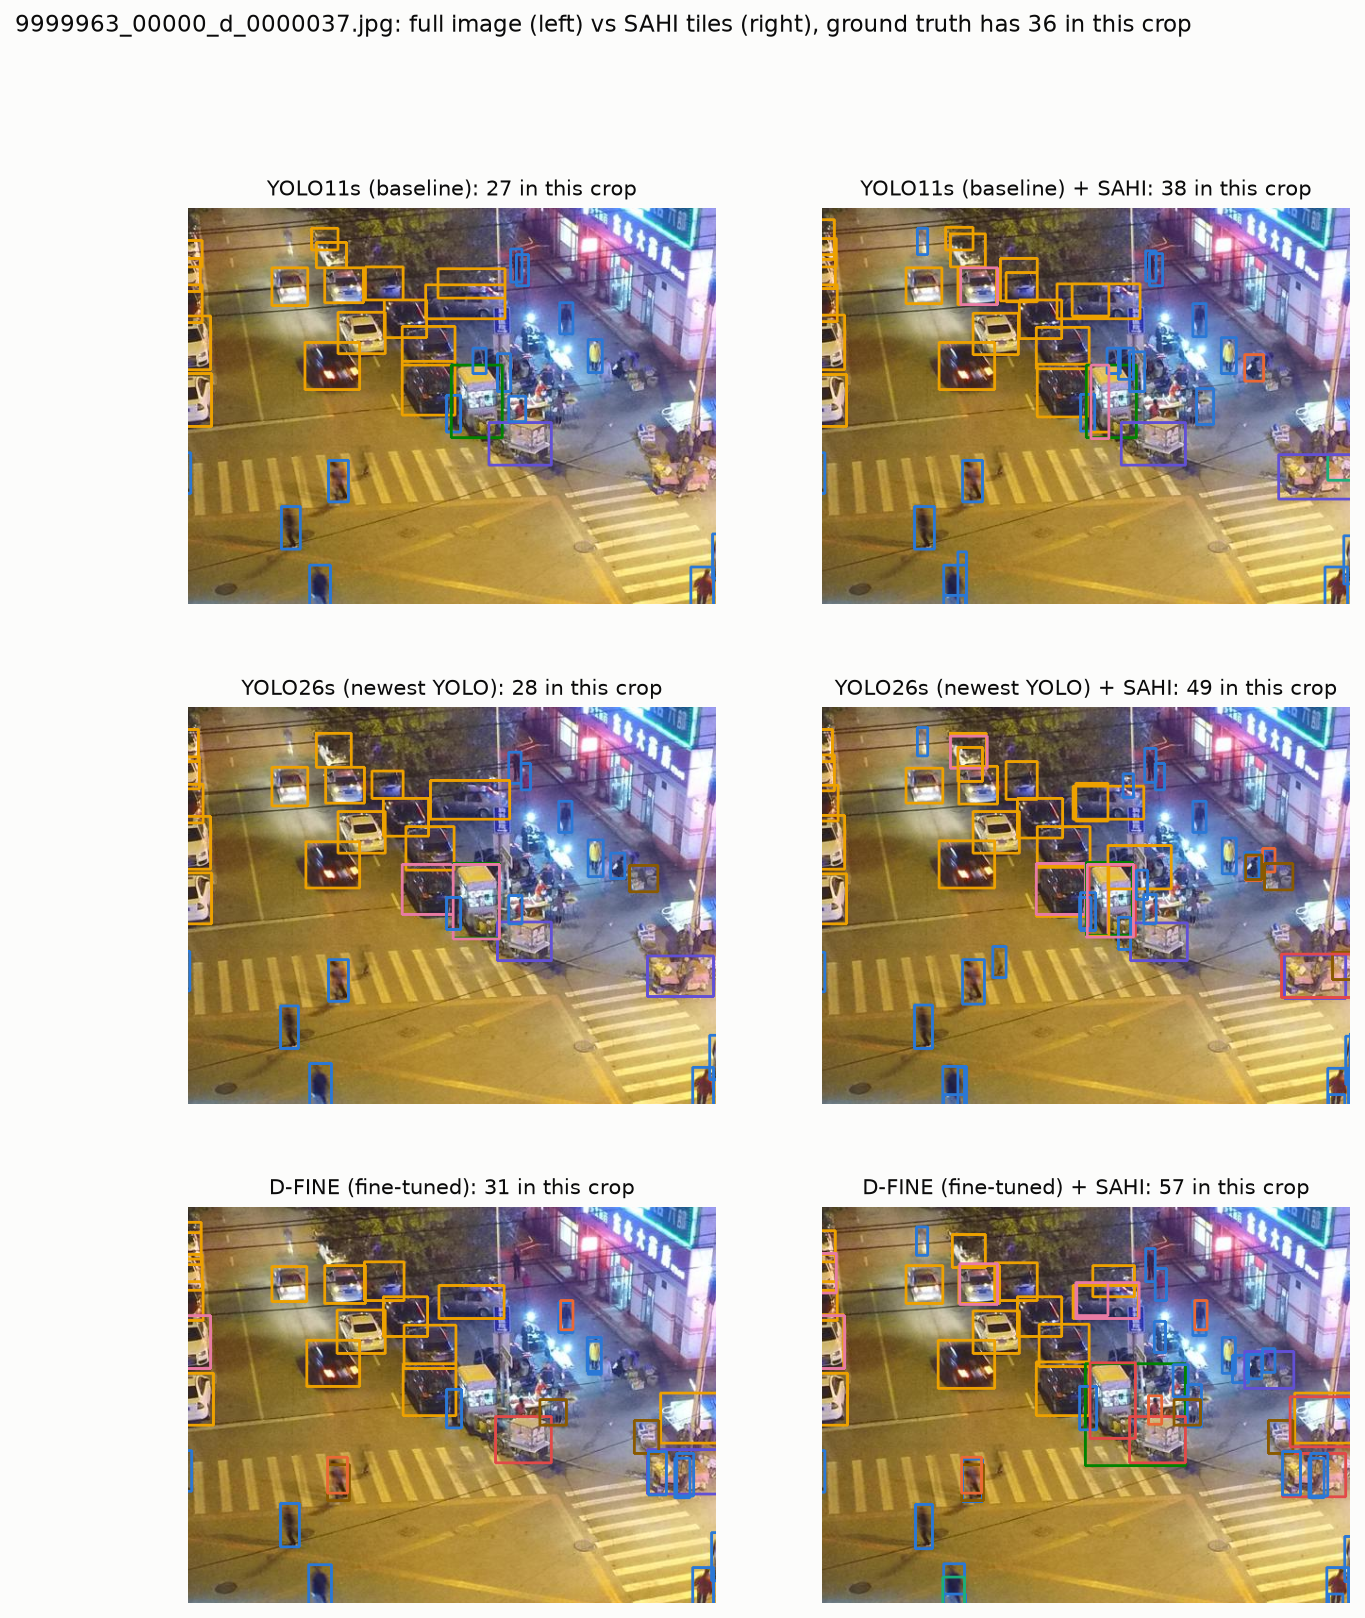 9999963_00000_d_0000037.jpg: full image (left) vs SAHI tiles (right), ground truth has 36 in this crop
YOLO11s (baseline): 27 in this crop
YOLO11s (baseline) + SAHI: 38 in this crop
YOLO26s (newest YOLO): 28 in this crop
YOLO26s (newest YOLO) + SAHI: 49 in this crop
D-FINE (fine-tuned): 31 in this crop
D-FINE (fine-tuned) + SAHI: 57 in this crop